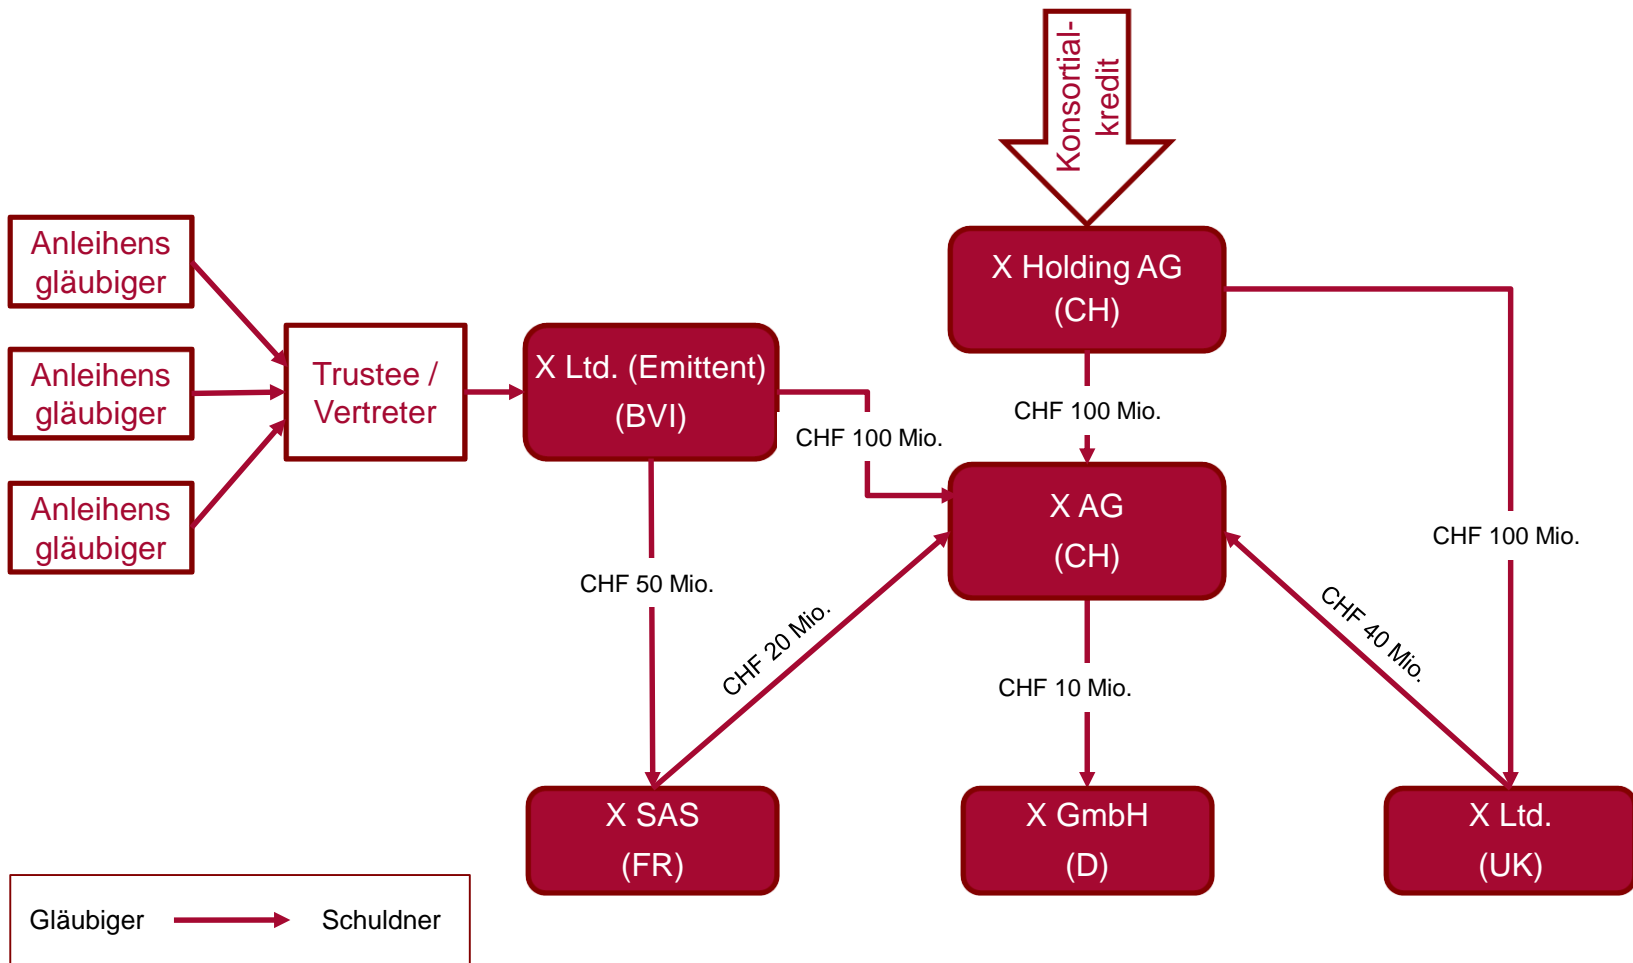 Konsortial-
kredit
Anleihens
gläubiger
Anleihens
gläubiger
Anleihens
gläubiger
Trustee /
Vertreter
X Ltd. (Emittent)
(BVI)
X Holding AG
(CH)
CHF 100 Mio.
CHF 100 Mio.
X AG
(CH)
CHF 100 Mio.
CHF 50 Mio.
CHF 20 Mio.
CHF 40 Mio.
CHF 10 Mio.
X SAS
(FR)
X GmbH
(D)
X Ltd.
(UK)
Gläubiger
Schuldner